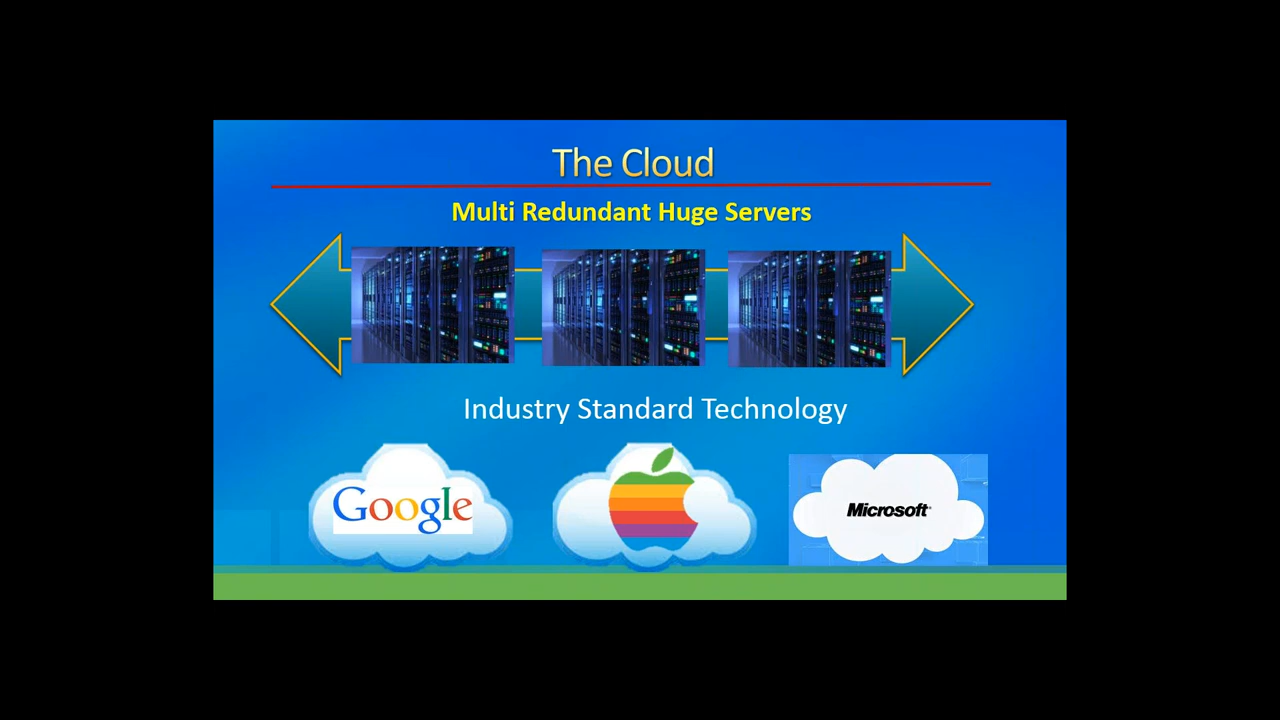 The Cloud
Multi Redundant Huge Servers
Industry Standard Technology
Google
Microsoft